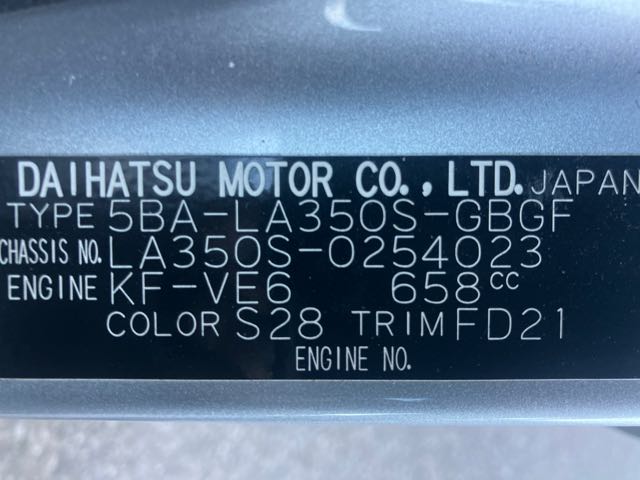 DAIHATSU MOTOR CO., LTD. JAPAN
TYPE 5BA-LA350S-GBGF
CHASSIS NO. LA350S-0254023
ENGINE KF-VE6 658cc
COLOR S28 TRIM FD21
ENGINE NO.